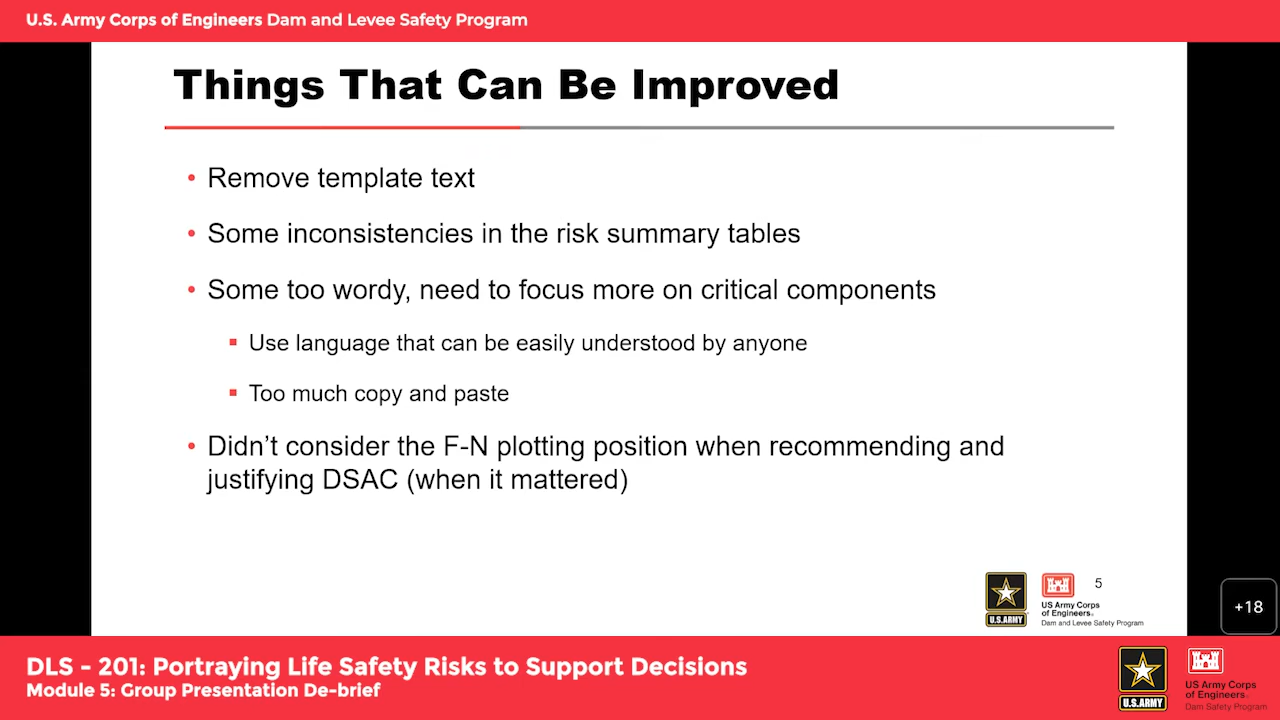 U.S. Army Corps of Engineers Dam and Levee Safety Program
Things That Can Be Improved
• Remove template text
• Some inconsistencies in the risk summary tables
• Some too wordy, need to focus more on critical components
▪ Use language that can be easily understood by anyone
▪ Too much copy and paste
• Didn’t consider the F-N plotting position when recommending and
justifying DSAC (when it mattered)
U.S. ARMY
US Army Corps
of Engineers®
Dam and Levee Safety Program
5
+18
DLS - 201: Portraying Life Safety Risks to Support Decisions
Module 5: Group Presentation De-brief
U.S. ARMY
US Army Corps
of Engineers®
Dam Safety Program